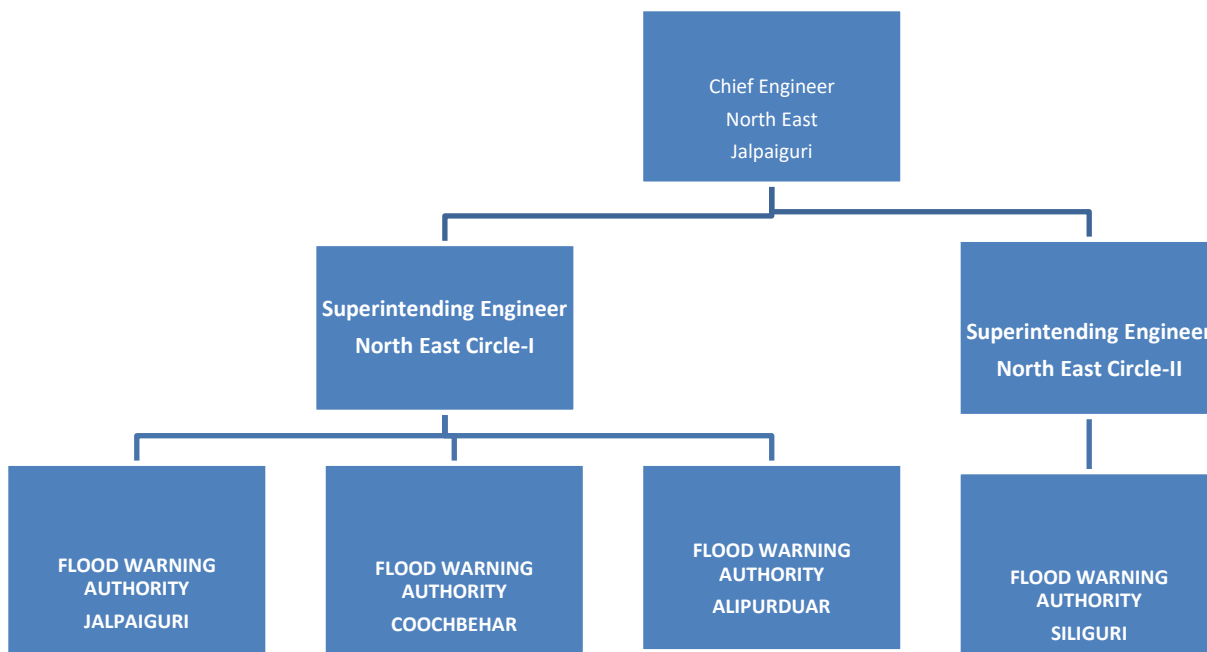 Chief Engineer
North East
Jalpaiguri
Superintending Engineer
North East Circle-I
Superintending Engineer
North East Circle-II
FLOOD WARNING
AUTHORITY
JALPAIGURI
FLOOD WARNING
AUTHORITY
COOCHBEHAR
FLOOD WARNING
AUTHORITY
ALIPURDUAR
FLOOD WARNING
AUTHORITY
SILIGURI